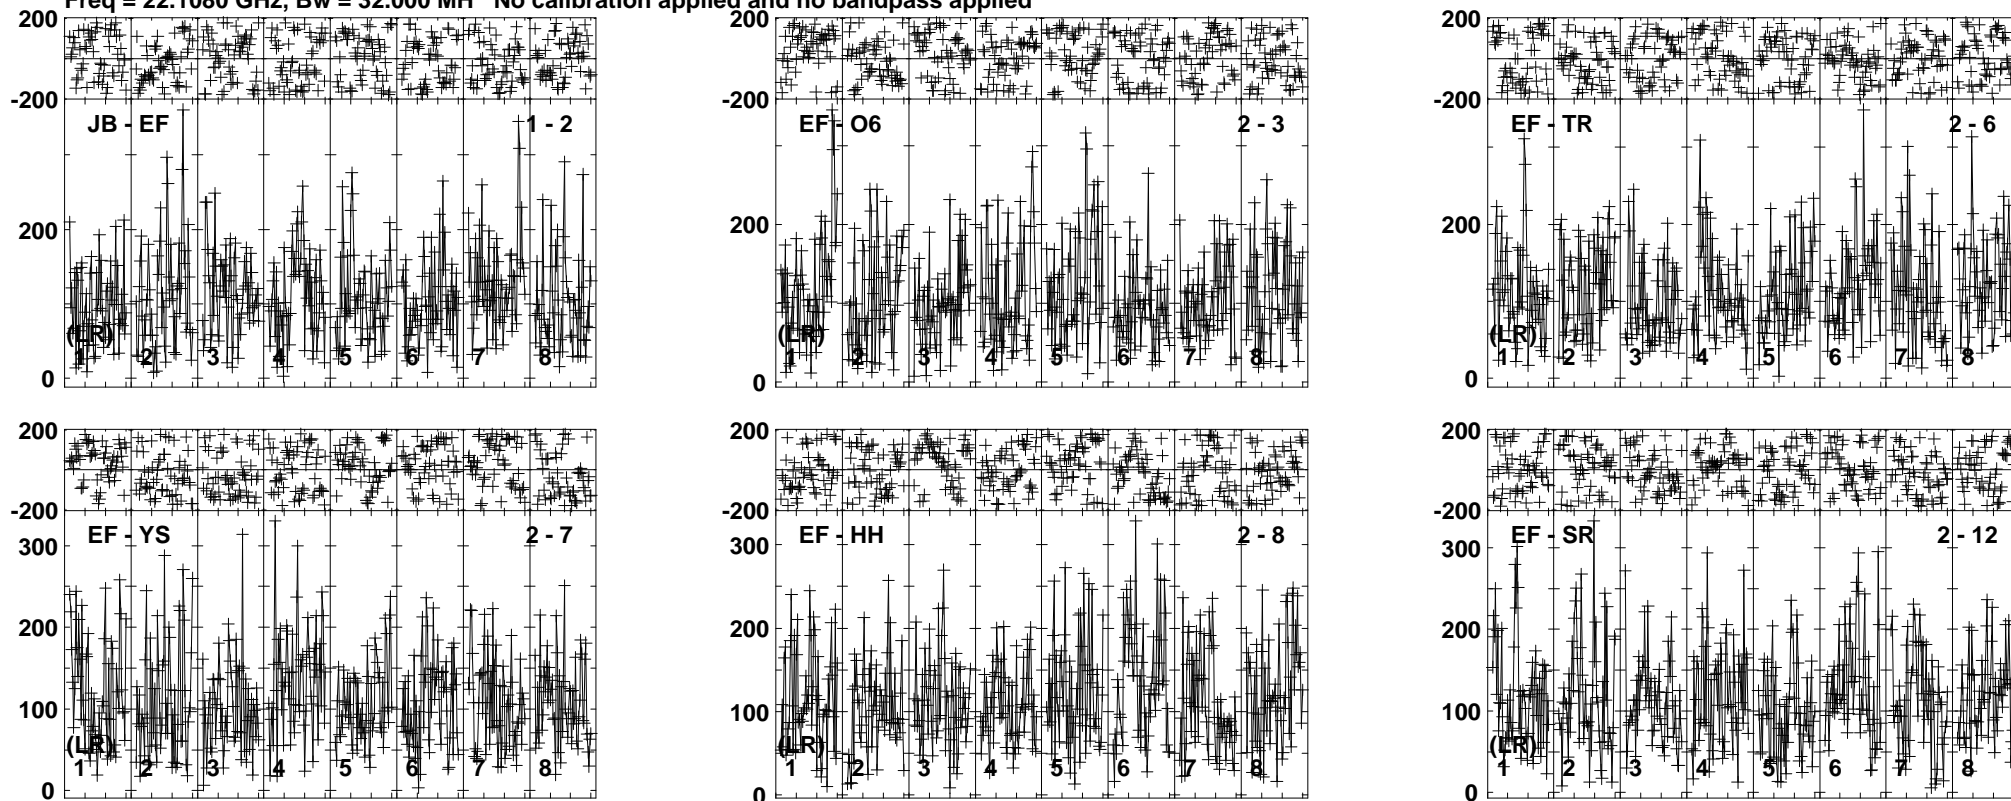 Freq = 22.1080 GHz, Bw = 32.000 MH No calibration applied and no bandpass applied
200
-200
JB - EF 1 - 2
200
(LR)
1 2 3 4 5 6 7 8
0
200
-200
EF - O6 2 - 3
200
(LR)
1 2 3 4 5 6 7 8
0
200
-200
EF - TR 2 - 6
200
(LR)
1 2 3 4 5 6 7 8
0
200
-200
EF - YS 2 - 7
300
200
100
(LR)
1 2 3 4 5 6 7 8
0
200
-200
EF - HH 2 - 8
300
200
100
(LR)
1 2 3 4 5 6 7 8
0
200
-200
EF - SR 2 - 12
300
200
100
(LR)
1 2 3 4 5 6 7 8
0